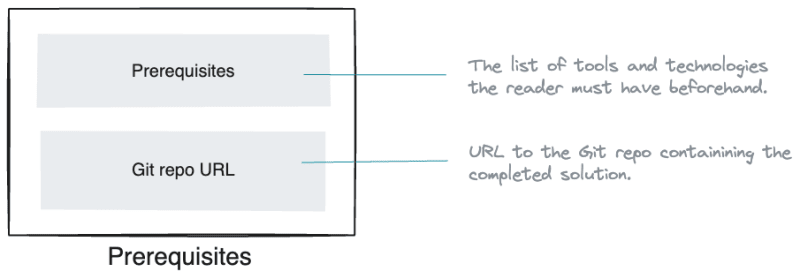 Prerequisites
The list of tools and technologies
the reader must have beforehand.
Git repo URL
URL to the Git repo containining the
completed solution.
Prerequisites